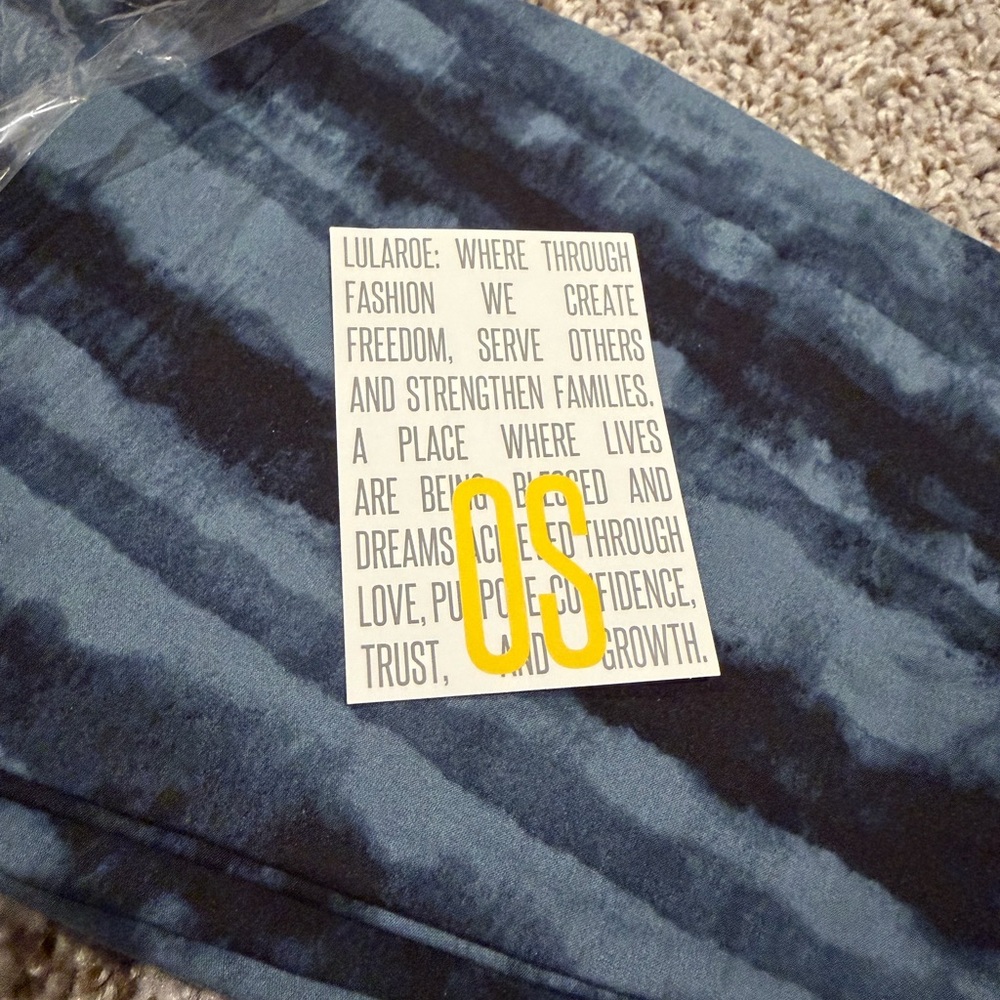 LULAROE: WHERE THROUGH
FASHION WE CREATE
FREEDOM, SERVE OTHERS
AND STRENGTHEN FAMILIES.
A PLACE WHERE LIVES
ARE BEING BLESSED AND
DREAMS ACHIEVED THROUGH
LOVE, PURPOSE, CONFIDENCE,
TRUST, AND GROWTH.
OS